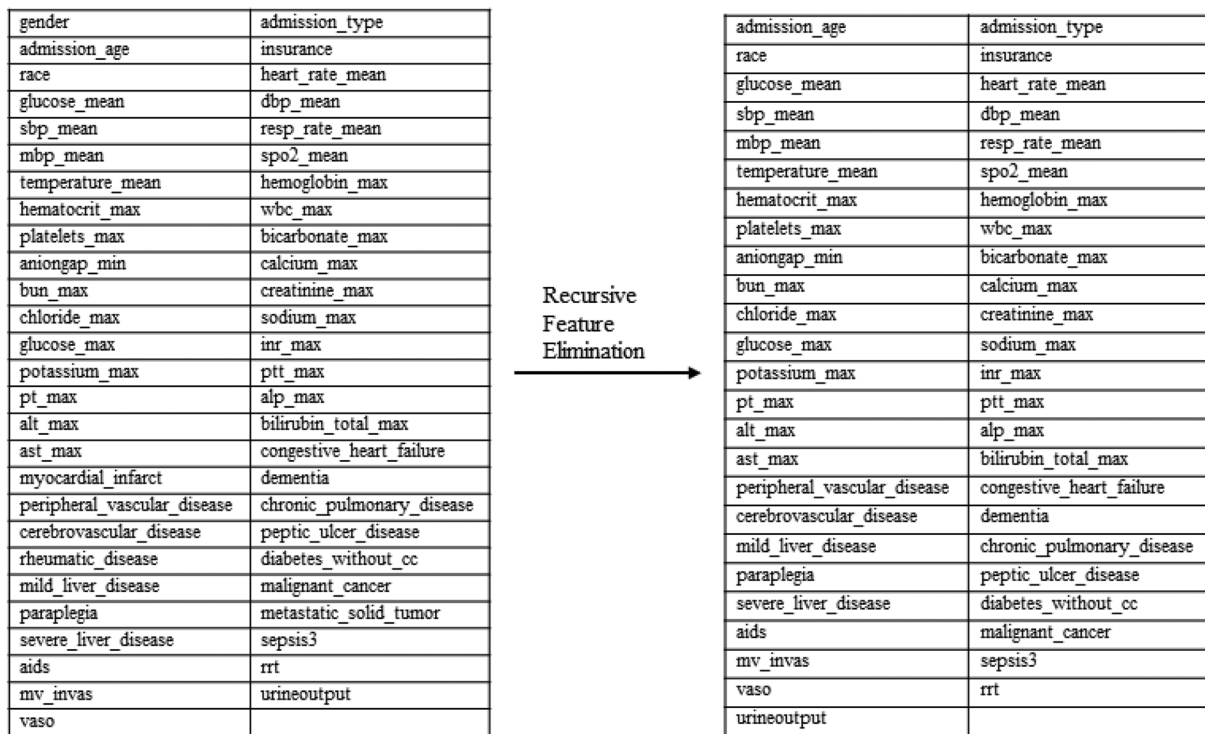 gender admission_type
admission_age insurance
race heart_rate_mean
glucose_mean dbp_mean
sbp_mean resp_rate_mean
mbp_mean spo2_mean
temperature_mean hemoglobin_max
hematocrit_max wbc_max
platelets_max bicarbonate_max
aniongap_min calcium_max
bun_max creatinine_max
chloride_max sodium_max
glucose_max inr_max
potassium_max ptt_max
pt_max alp_max
alt_max bilirubin_total_max
ast_max congestive_heart_failure
myocardial_infarct dementia
peripheral_vascular_disease chronic_pulmonary_disease
cerebrovascular_disease peptic_ulcer_disease
rheumatic_disease diabetes_without_cc
mild_liver_disease malignant_cancer
paraplegia metastatic_solid_tumor
severe_liver_disease sepsis3
aids rrt
mv_invas urineoutput
vaso
Recursive
Feature
Elimination
admission_age admission_type
race insurance
glucose_mean heart_rate_mean
sbp_mean dbp_mean
mbp_mean resp_rate_mean
temperature_mean spo2_mean
hematocrit_max hemoglobin_max
platelets_max wbc_max
aniongap_min bicarbonate_max
bun_max calcium_max
chloride_max creatinine_max
glucose_max sodium_max
potassium_max inr_max
pt_max ptt_max
alt_max alp_max
ast_max bilirubin_total_max
peripheral_vascular_disease congestive_heart_failure
cerebrovascular_disease dementia
mild_liver_disease chronic_pulmonary_disease
paraplegia peptic_ulcer_disease
severe_liver_disease diabetes_without_cc
aids malignant_cancer
mv_invas sepsis3
vaso rrt
urineoutput